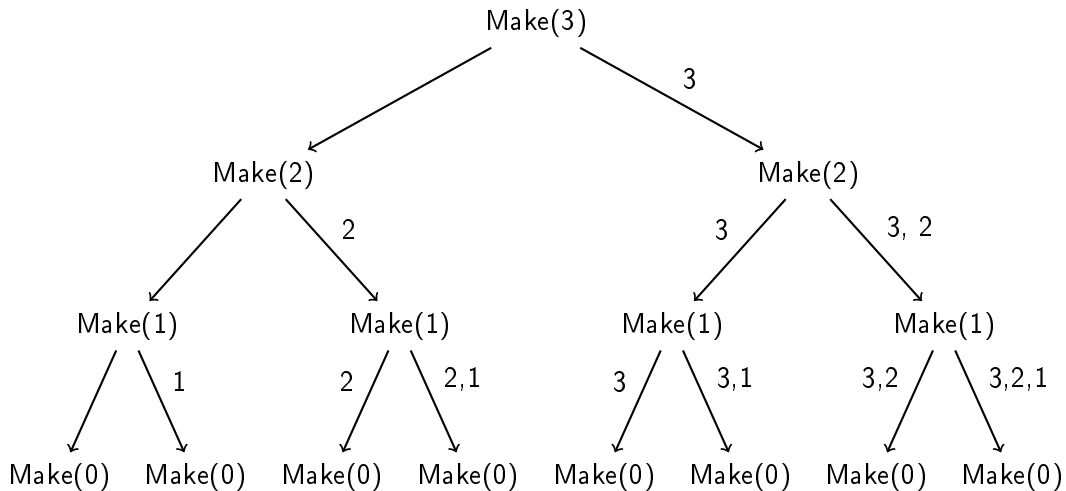 Make(3)
3
Make(2) Make(2)
2 3 3, 2
Make(1) Make(1) Make(1) Make(1)
1 2 2,1 3 3,1 3,2 3,2,1
Make(0) Make(0) Make(0) Make(0) Make(0) Make(0) Make(0) Make(0)